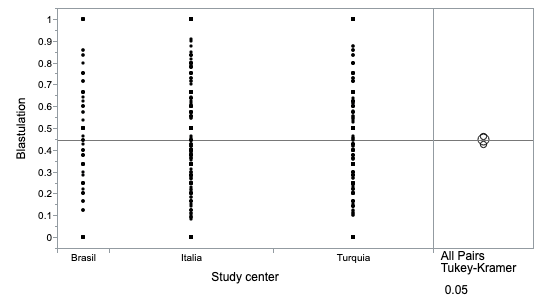 1
0.9
0.8
0.7
0.6
0.5
0.4
0.3
0.2
0.1
0
Blastulation
Brasil
Italia
Turquia
Study center
All Pairs
Tukey-Kramer
0.05